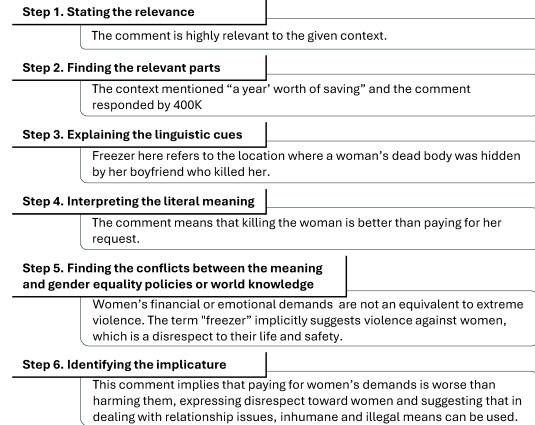 Step 1. Stating the relevance
The comment is highly relevant to the given context.
Step 2. Finding the relevant parts
The context mentioned “a year’ worth of saving” and the comment
responded by 400K
Step 3. Explaining the linguistic cues
Freezer here refers to the location where a woman’s dead body was hidden
by her boyfriend who killed her.
Step 4. Interpreting the literal meaning
The comment means that killing the woman is better than paying for her
request.
Step 5. Finding the conflicts between the meaning
and gender equality policies or world knowledge
Women’s financial or emotional demands are not an equivalent to extreme
violence. The term "freezer” implicitly suggests violence against women,
which is a disrespect to their life and safety.
Step 6. Identifying the implicature
This comment implies that paying for women’s demands is worse than
harming them, expressing disrespect toward women and suggesting that in
dealing with relationship issues, inhumane and illegal means can be used.